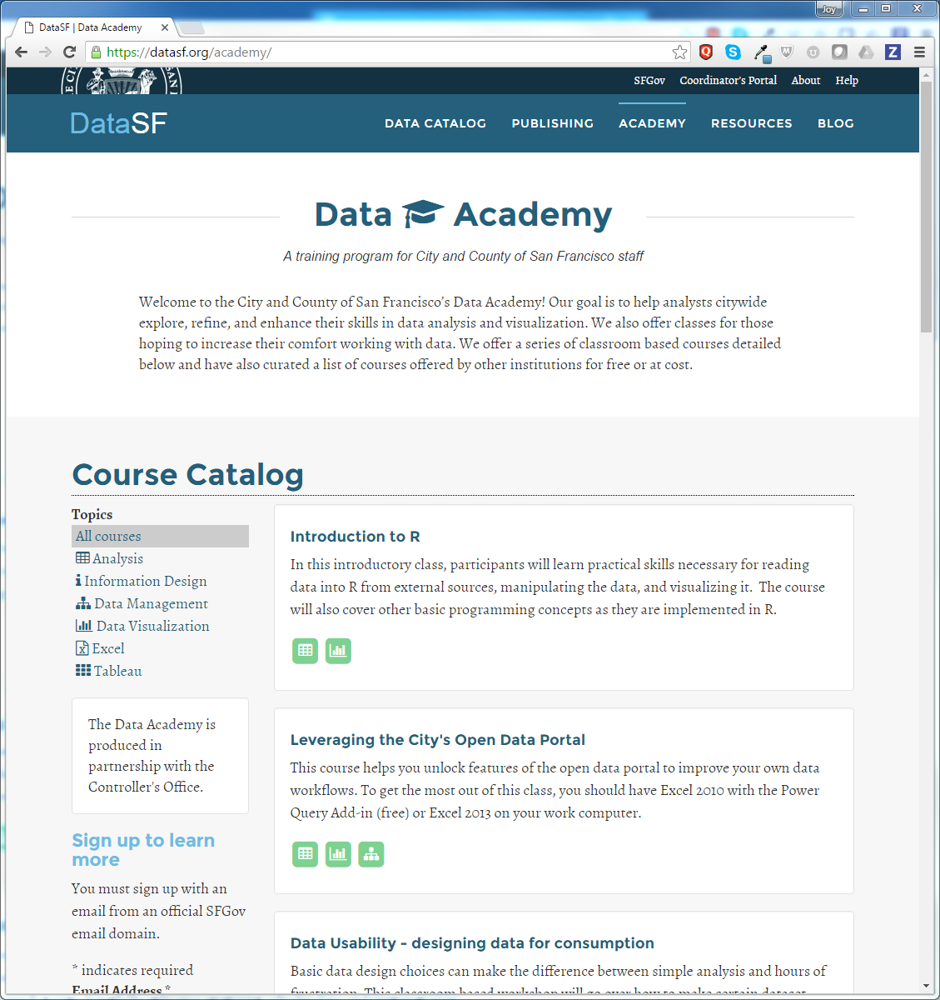 Joy
DataSF | Data Academy
https://datasf.org/academy/
SFGov Coordinator's Portal About Help
DataSF
DATA CATALOG PUBLISHING ACADEMY RESOURCES BLOG
Data Academy
A training program for City and County of San Francisco staff
Welcome to the City and County of San Francisco's Data Academy! Our goal is to help analysts citywide
explore, refine, and enhance their skills in data analysis and visualization. We also offer classes for those
hoping to increase their comfort working with data. We offer a series of classroom based courses detailed
below and have also curated a list of courses offered by other institutions for free or at cost.
Course Catalog
Topics
All courses
Analysis
Information Design
Data Management
Data Visualization
Excel
Tableau
The Data Academy is
produced in
partnership with the
Controller's Office.
Sign up to learn
more
You must sign up with an
email from an official SFGov
email domain.
* indicates required
Email Address *
Introduction to R
In this introductory class, participants will learn practical skills necessary for reading
data into R from external sources, manipulating the data, and visualizing it. The course
will also cover other basic programming concepts as they are implemented in R.
Leveraging the City's Open Data Portal
This course helps you unlock features of the open data portal to improve your own data
workflows. To get the most out of this class, you should have Excel 2010 with the Power
Query Add-in (free) or Excel 2013 on your work computer.
Data Usability - designing data for consumption
Basic data design choices can make the difference between simple analysis and hours of
frustration. This classroom based workshop will go over how to make certain dataset